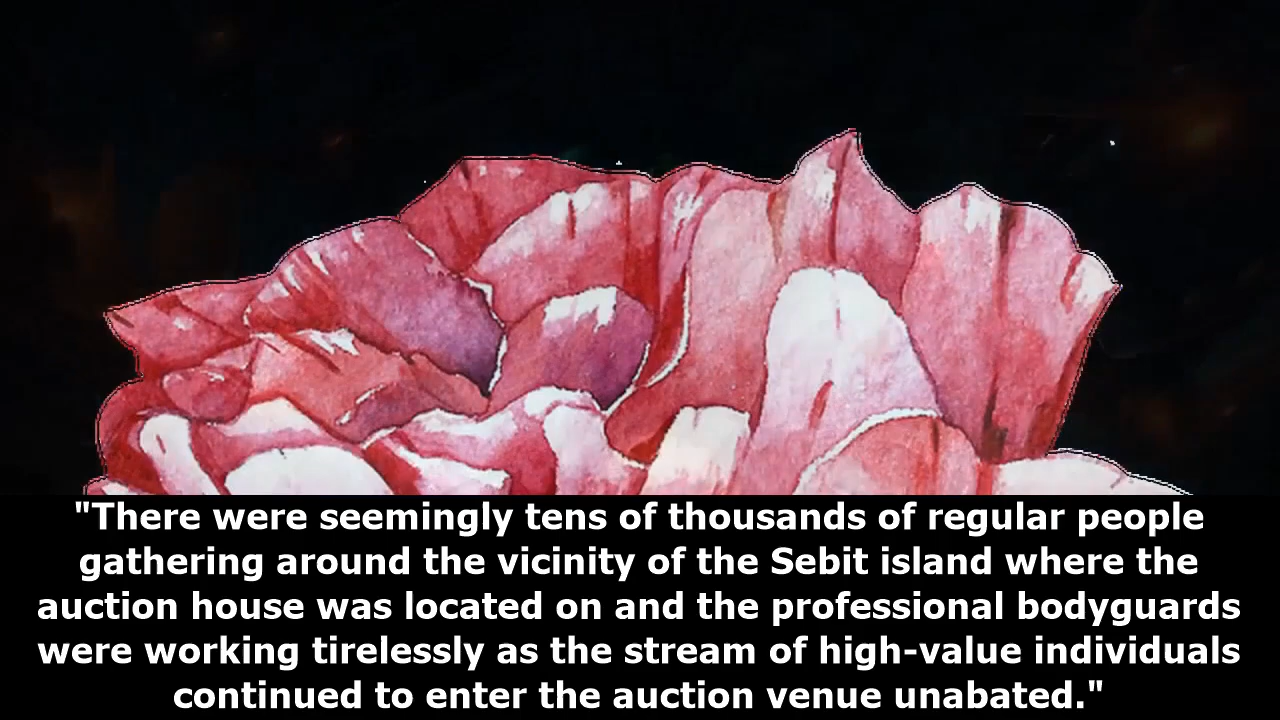 "There were seemingly tens of thousands of regular people
gathering around the vicinity of the Sebit island where the
auction house was located on and the professional bodyguards
were working tirelessly as the stream of high-value individuals
continued to enter the auction venue unabated."